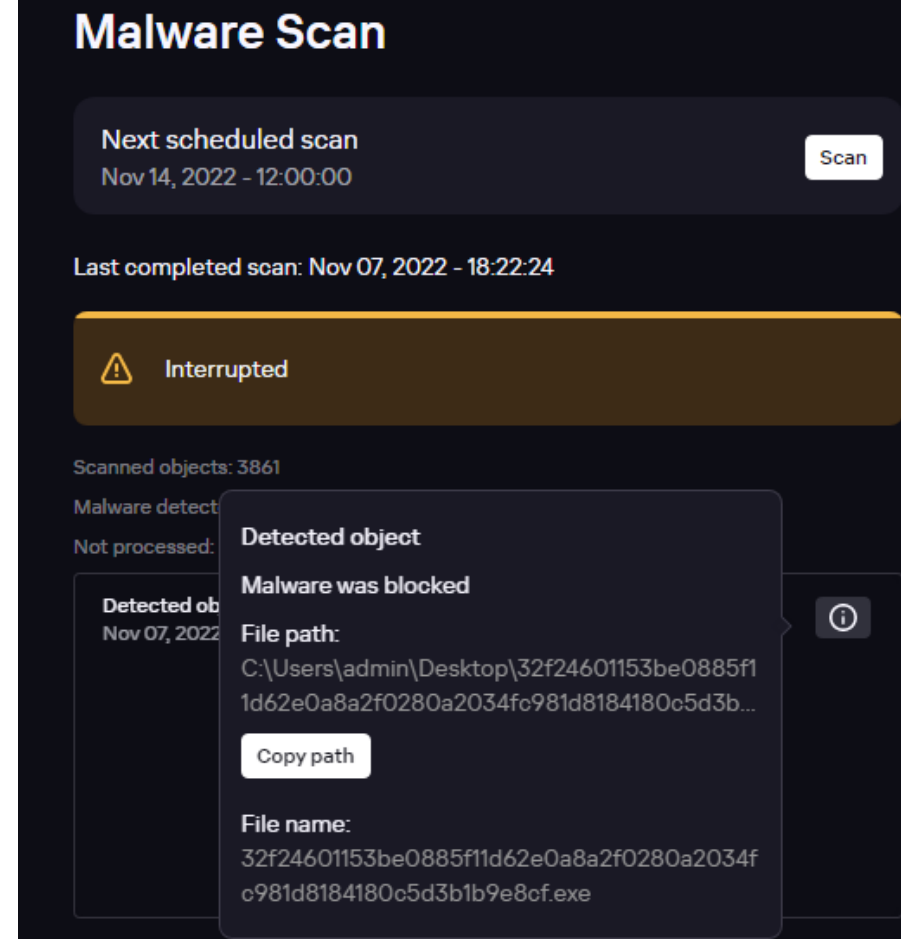 Malware Scan
Next scheduled scan
Nov 14, 2022 - 12:00:00
Scan
Last completed scan: Nov 07, 2022 - 18:22:24
Interrupted
Scanned objects: 3861
Malware detect
Not processed:
Detected ob
Nov 07, 2022
Detected object
Malware was blocked
File path:
C:\Users\admin\Desktop\32f24601153be0885f1
1d62e0a8a2f0280a2034fc981d8184180c5d3b...
Copy path
File name:
32f24601153be0885f11d62e0a8a2f0280a2034f
c981d8184180c5d3b1b9e8cf.exe